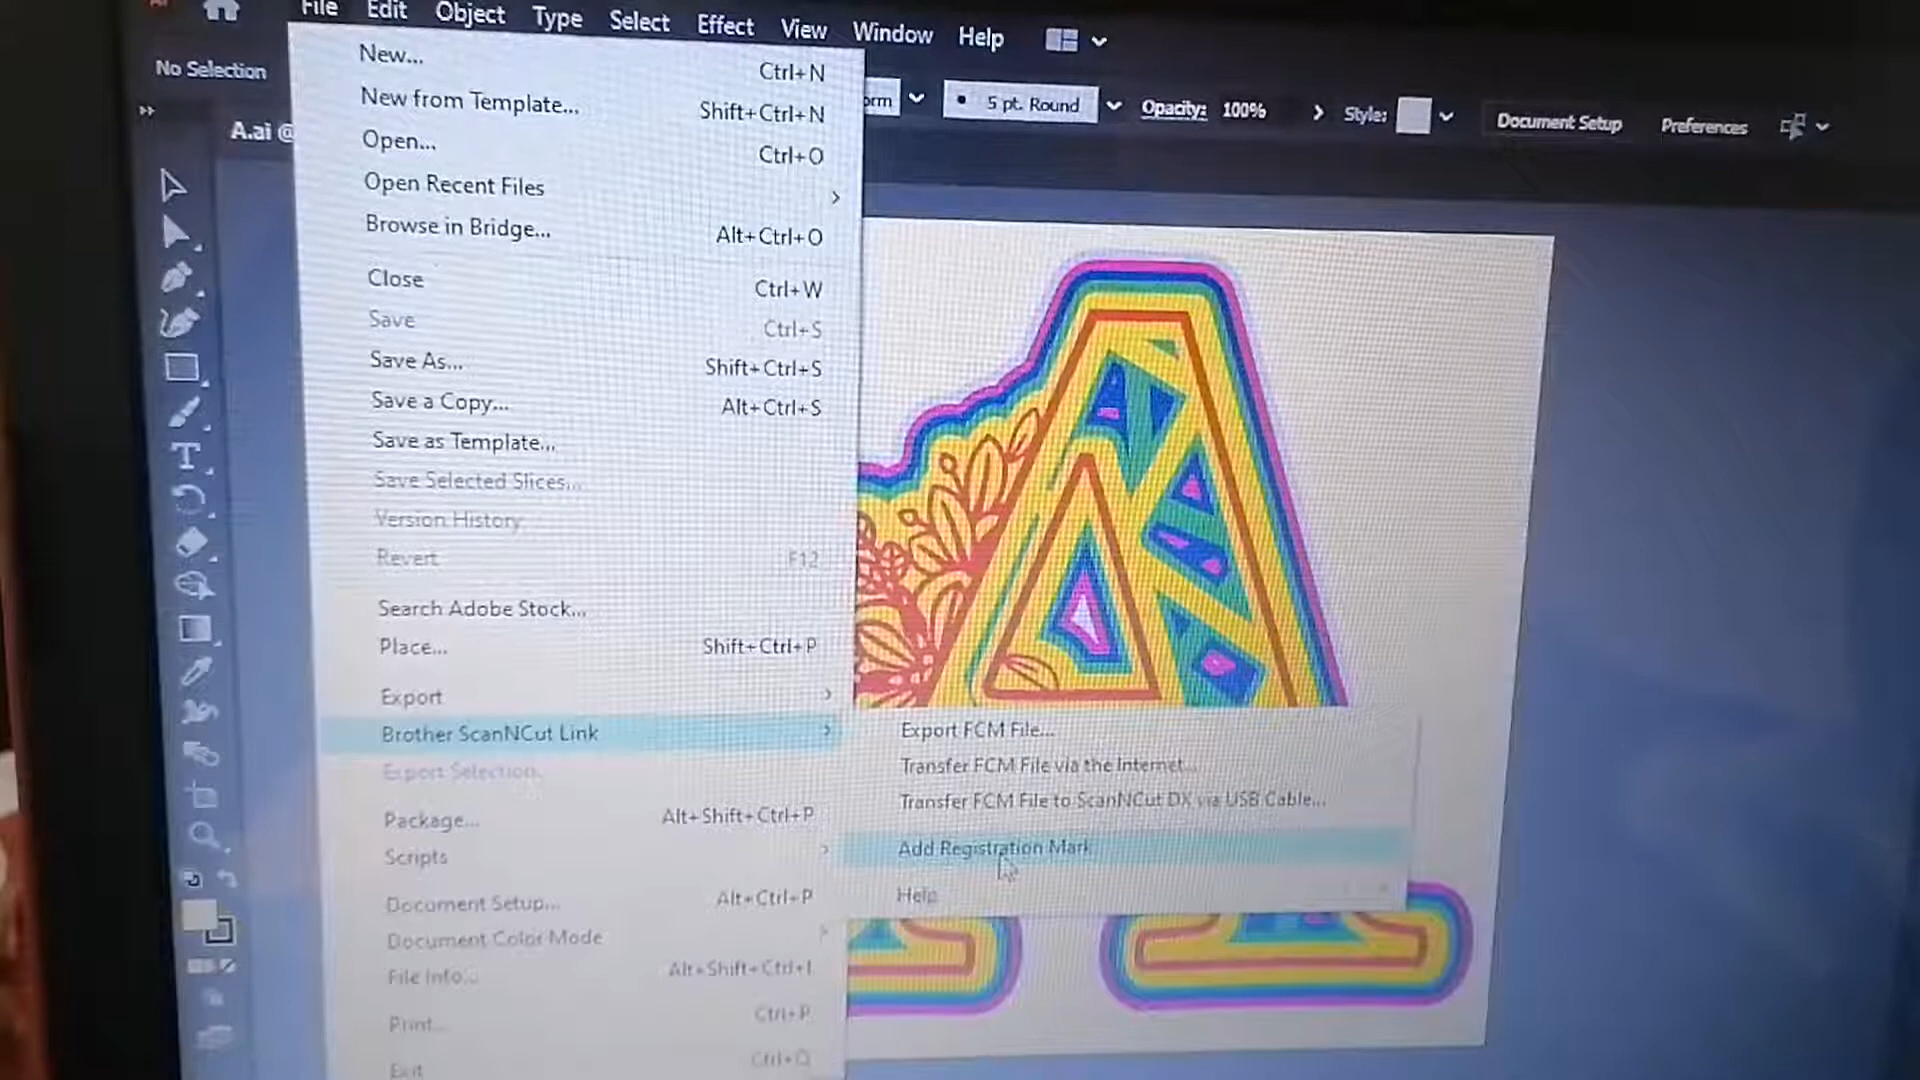 Ai
File Edit Object Type Select Effect View Window Help
No Selection
5 pt. Round Opacity: 100% Style: Document Setup Preferences
A.ai @
New... Ctrl+N
New from Template... Shift+Ctrl+N
Open... Ctrl+O
Open Recent Files
Browse in Bridge... Alt+Ctrl+O
Close Ctrl+W
Save Ctrl+S
Save As... Shift+Ctrl+S
Save a Copy... Alt+Ctrl+S
Save as Template...
Save Selected Slices...
Version History
Revert F12
Search Adobe Stock...
Place... Shift+Ctrl+P
Export
Brother ScanNCut Link
Export Selection...
Package... Alt+Shift+Ctrl+P
Scripts
Document Setup... Alt+Ctrl+P
Document Color Mode
File Info... Alt+Shift+Ctrl+I
Print... Ctrl+P
Exit Ctrl+Q
Export FCM File...
Transfer FCM File via the Internet...
Transfer FCM File to ScanNCut DX via USB Cable...
Add Registration Mark
Help